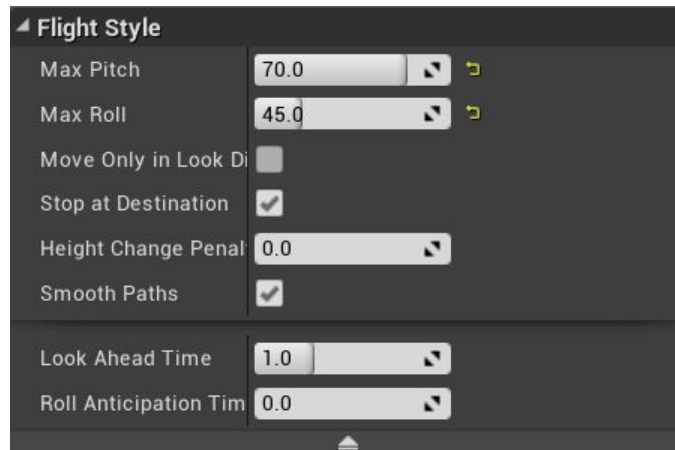 Flight Style
Max Pitch 70.0
Max Roll 45.0
Move Only in Look Di
Stop at Destination
Height Change Penal 0.0
Smooth Paths
Look Ahead Time 1.0
Roll Anticipation Tim 0.0